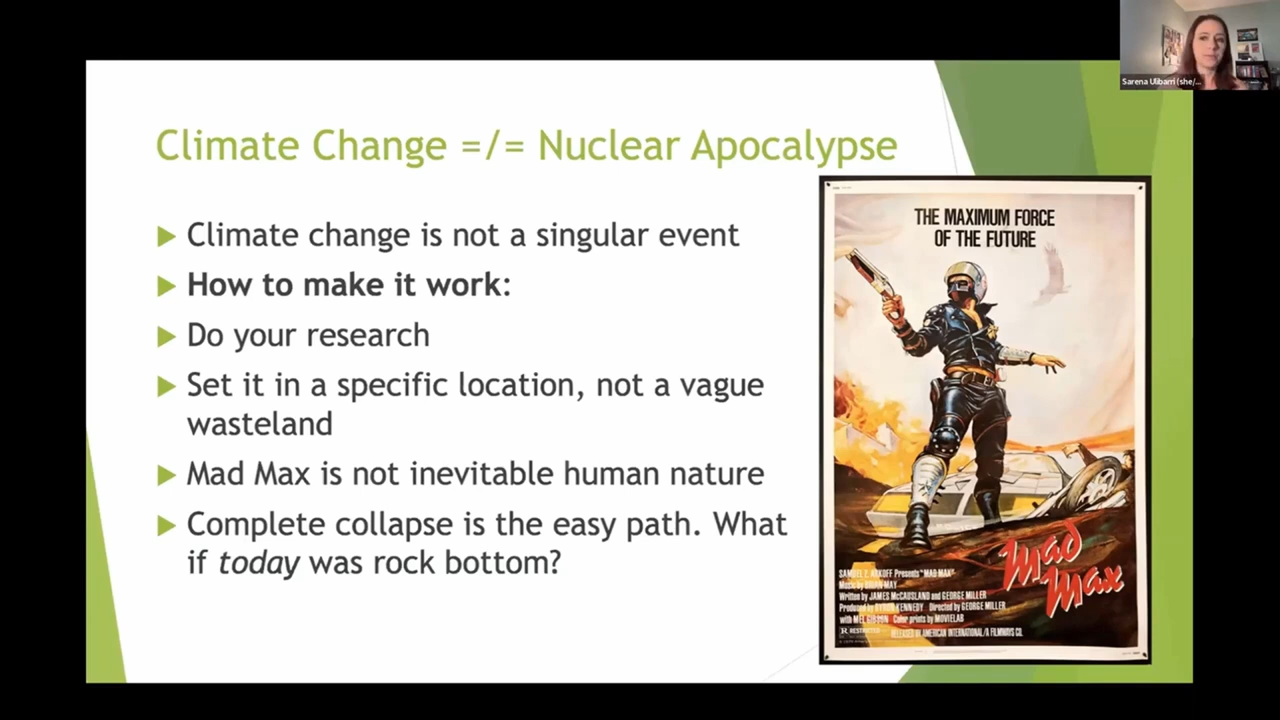 Sarena Ulibarri (she/...
Climate Change =/= Nuclear Apocalypse
Climate change is not a singular event
How to make it work:
Do your research
Set it in a specific location, not a vague
wasteland
Mad Max is not inevitable human nature
Complete collapse is the easy path. What
if today was rock bottom?
THE MAXIMUM FORCE
OF THE FUTURE
Mad
Max
SAMUEL Z. ARKOFF Presents "MAD MAX"
Music by BRIAN MAY
Written by JAMES McCAUSLAND and GEORGE MILLER
Produced by BYRON KENNEDY Directed by GEORGE MILLER
with MEL GIBSON Color prints by MOVIELAB
R RESTRICTED
RELEASED BY AMERICAN INTERNATIONAL/A FILMWAYS CO.